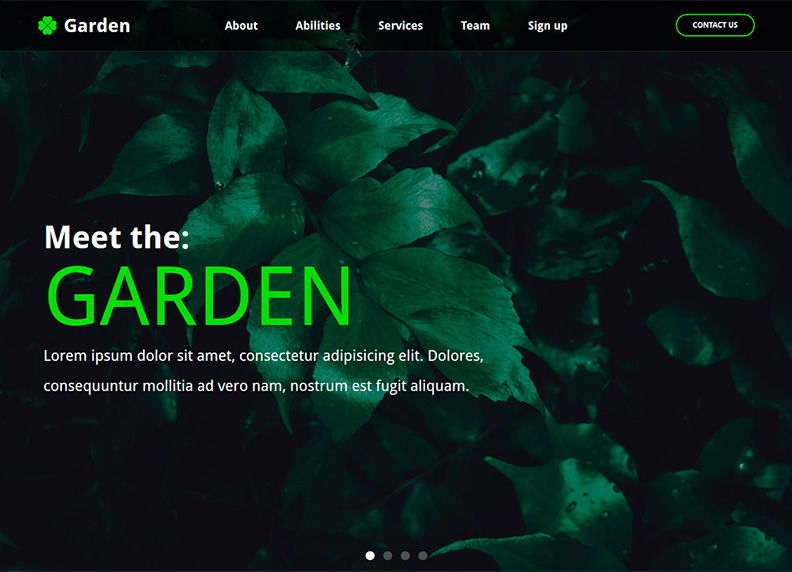 Garden
About
Abilities
Services
Team
Sign up
CONTACT US
Meet the:
GARDEN
Lorem ipsum dolor sit amet, consectetur adipisicing elit. Dolores,
consequuntur mollitia ad vero nam, nostrum est fugit aliquam.